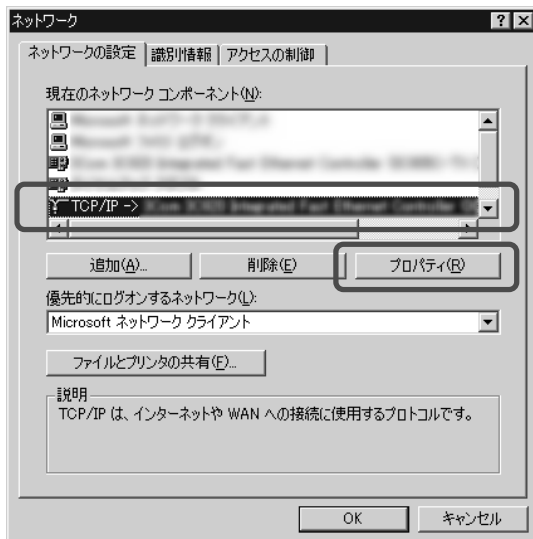 ネットワーク
ネットワークの設定 識別情報 アクセスの制御
現在のネットワーク コンポーネント(N):
TCP/IP ->
追加(A)... 削除(E) プロパティ(R)
優先的にログオンするネットワーク(L):
Microsoft ネットワーク クライアント
ファイルとプリンタの共有(F)...
説明
TCP/IP は、インターネットや WAN への接続に使用するプロトコルです。
OK キャンセル